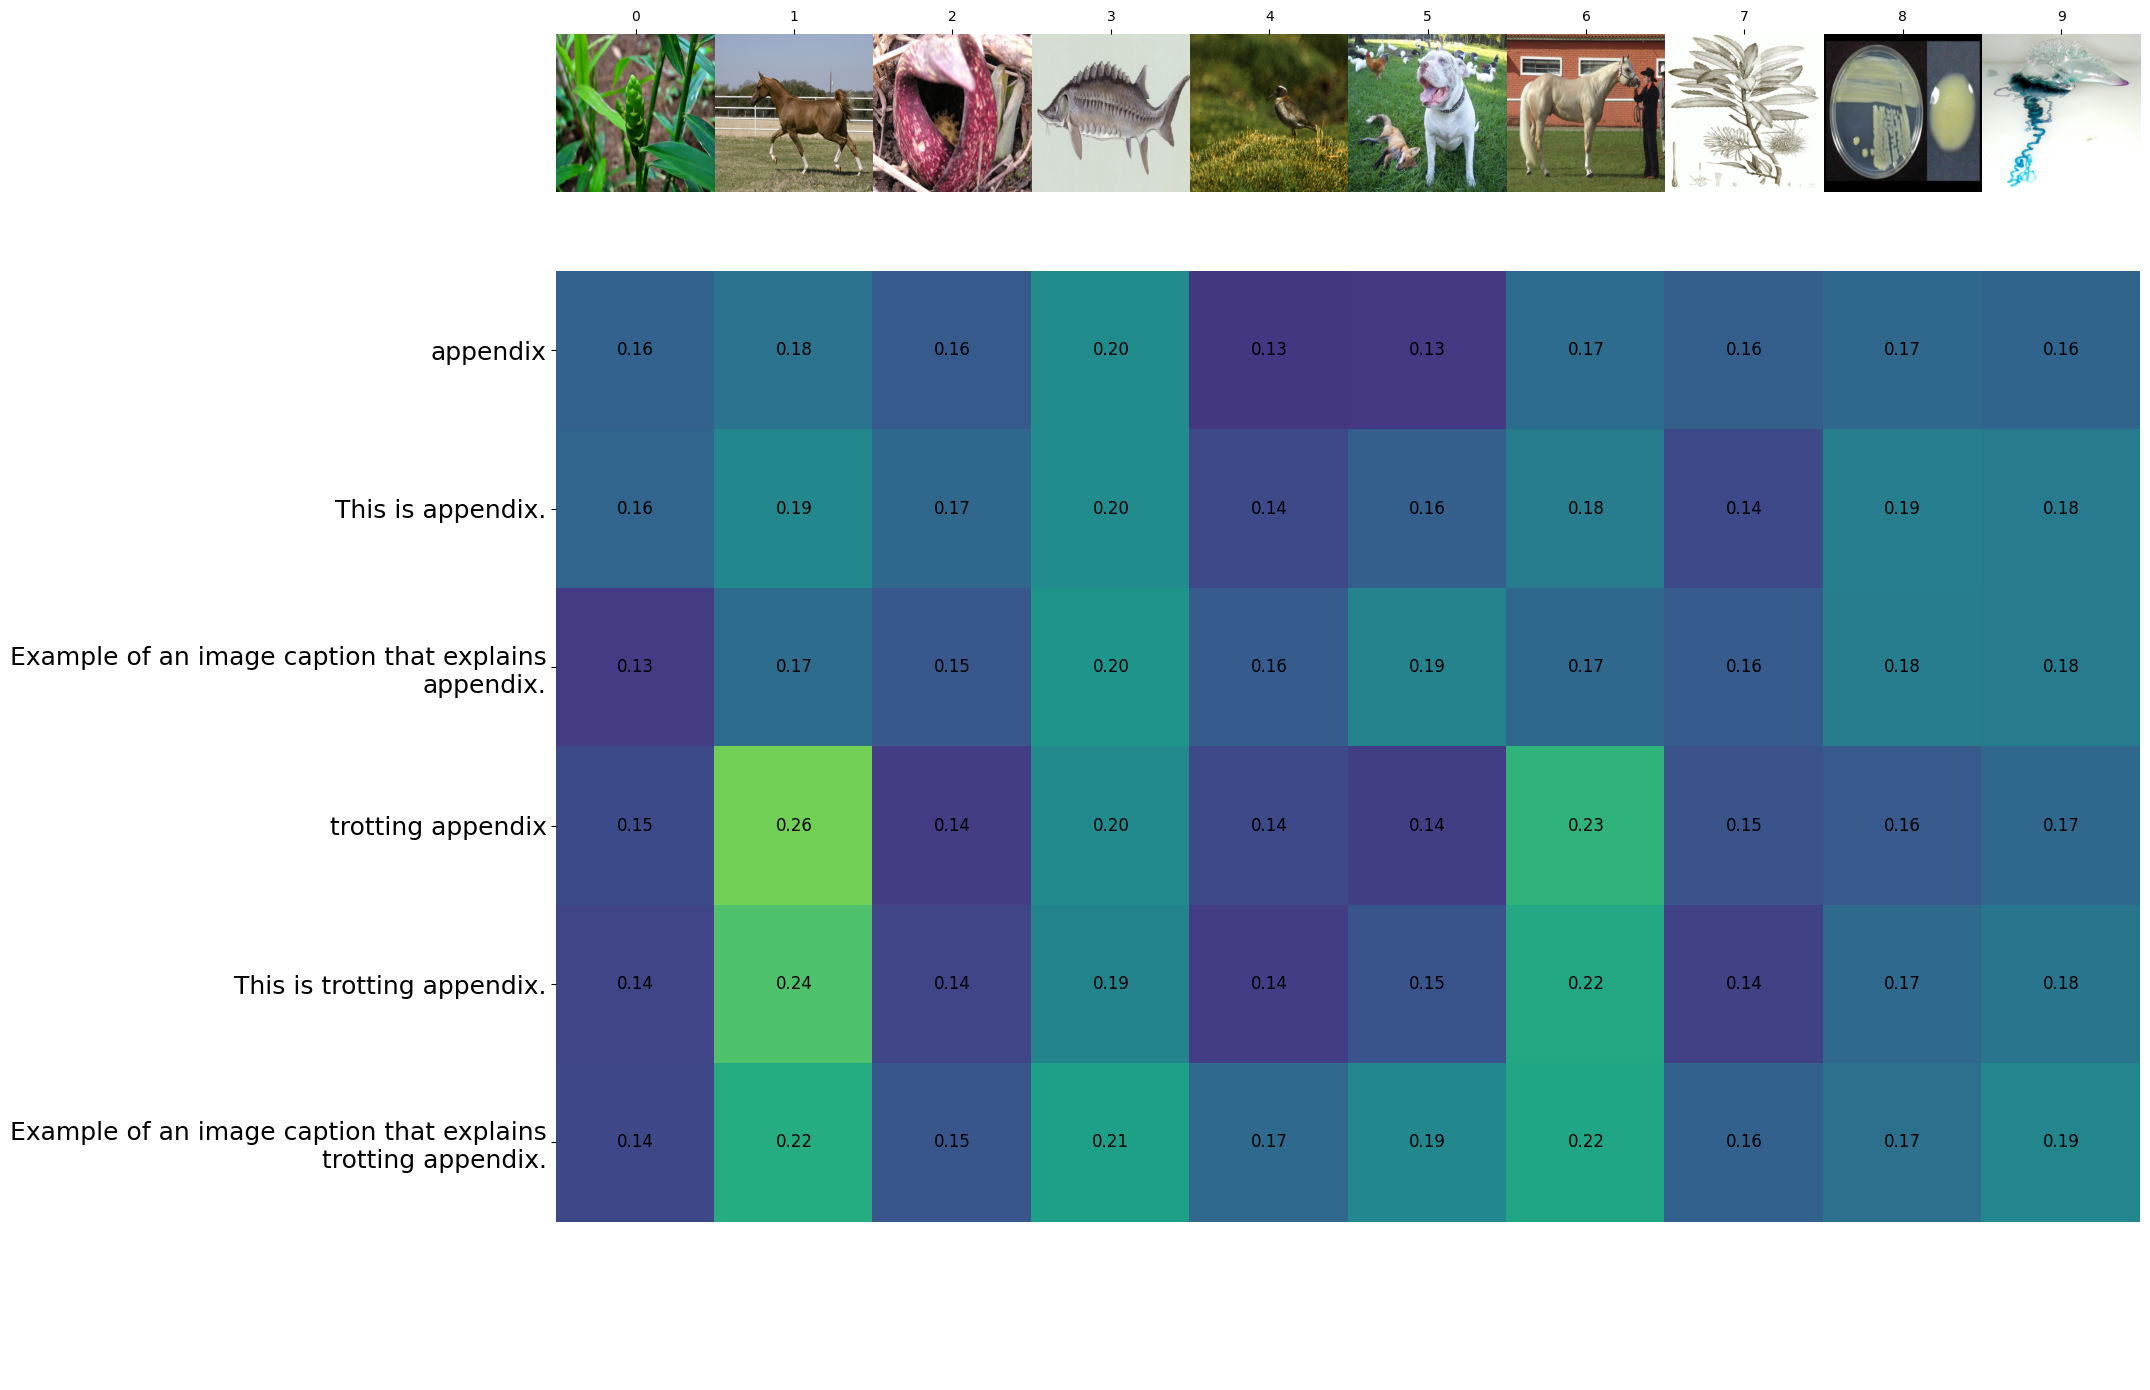 0 1 2 3 4 5 6 7 8 9
appendix 0.16 0.18 0.16 0.20 0.13 0.13 0.17 0.16 0.17 0.16
This is appendix. 0.16 0.19 0.17 0.20 0.14 0.16 0.18 0.14 0.19 0.18
Example of an image caption that explains
appendix. 0.13 0.17 0.15 0.20 0.16 0.19 0.17 0.16 0.18 0.18
trotting appendix 0.15 0.26 0.14 0.20 0.14 0.14 0.23 0.15 0.16 0.17
This is trotting appendix. 0.14 0.24 0.14 0.19 0.14 0.15 0.22 0.14 0.17 0.18
Example of an image caption that explains
trotting appendix. 0.14 0.22 0.15 0.21 0.17 0.19 0.22 0.16 0.17 0.19